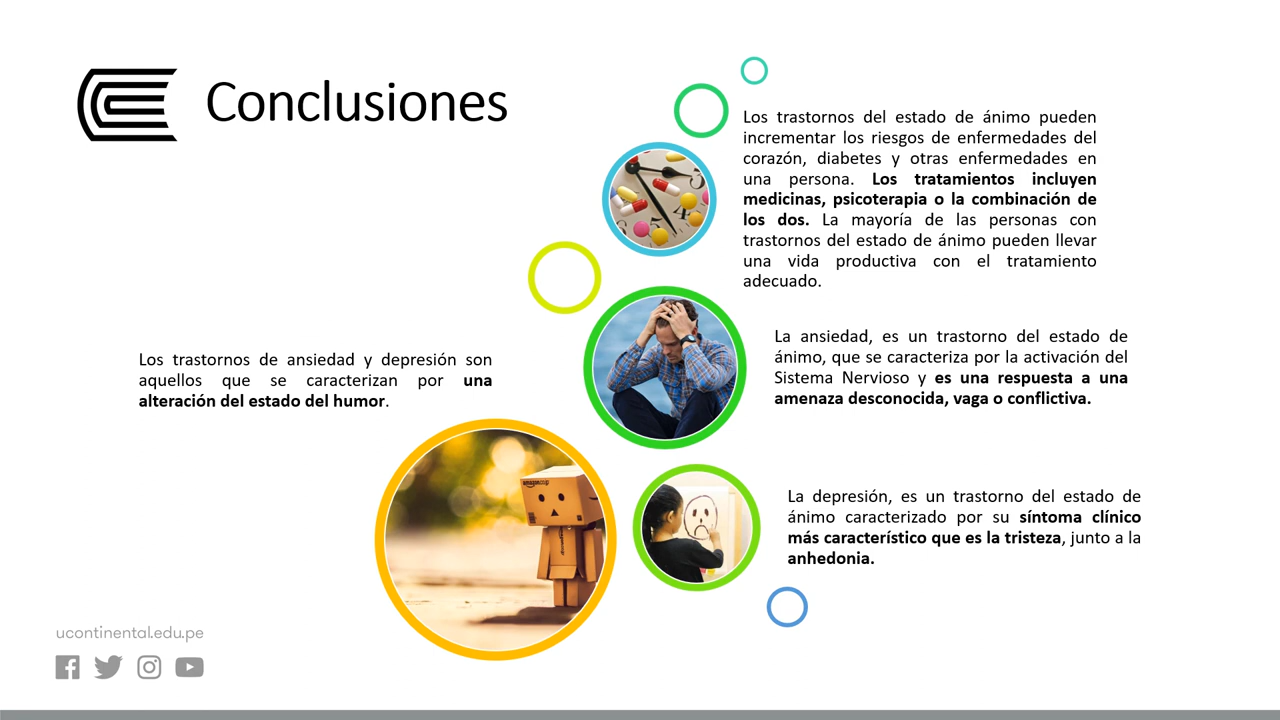 Conclusiones
Los trastornos del estado de ánimo pueden
incrementar los riesgos de enfermedades del
corazón, diabetes y otras enfermedades en
una persona. Los tratamientos incluyen
medicinas, psicoterapia o la combinación de
los dos. La mayoría de las personas con
trastornos del estado de ánimo pueden llevar
una vida productiva con el tratamiento
adecuado.
La ansiedad, es un trastorno del estado de
ánimo, que se caracteriza por la activación del
Sistema Nervioso y es una respuesta a una
amenaza desconocida, vaga o conflictiva.
Los trastornos de ansiedad y depresión son
aquellos que se caracterizan por una
alteración del estado del humor.
La depresión, es un trastorno del estado de
ánimo caracterizado por su síntoma clínico
más característico que es la tristeza, junto a la
anhedonia.
ucontinental.edu.pe